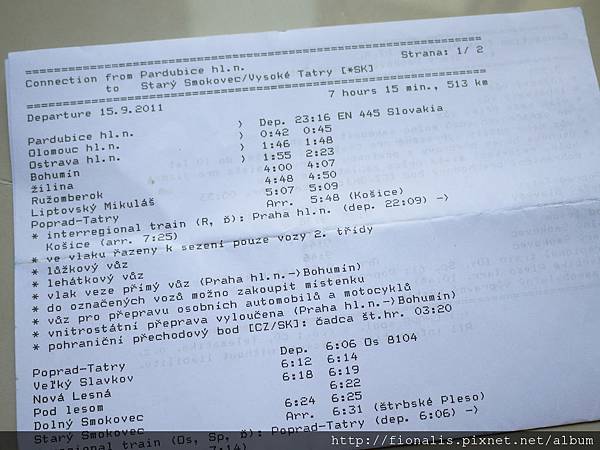 ================================================
Connection from Pardubice hl.n. Strana: 1/ 2
to Starý Smokovec/Vysoké Tatry [*SK]
================================================
Departure 15.9.2011 7 hours 15 min., 513 km
Pardubice hl.n. ) Dep. 23:16 EN 445 Slovakia
Olomouc hl.n. ) 0:42 0:45
Ostrava hl.n. ) 1:46 1:48
Bohumín ) 1:55 2:23
žilina 4:00 4:07
Ružomberok 4:48 4:50
Liptovský Mikuláš 5:07 5:09
Poprad-Tatry Arr. 5:48 (Košice)
* interregional train (R, ð): Praha hl.n. (dep. 22:09) —)
Košice (arr. 7:25)
* ve vlaku řazeny k sezení pouze vozy 2. třídy
* lůžkový vůz
* lehátkový vůz
* vlak veze přímý vůz (Praha hl.n.-)Bohumín)
* do označených vozů možno zakoupit místenku
* vůz pro přepravu osobních automobilů a motocyklů
* vnitrostátní přeprava vyloučena (Praha hl.n.-)Bohumín)
* pohraniční přechodový bod [CZ/SK]: čadca št.hr. 03:20
Poprad-Tatry Dep. 6:06 Os 8104
Veľký Slavkov 6:12 6:14
Nová Lesná 6:18 6:19
Pod lesom 6:22
Dolný Smokovec 6:24 6:25
Starý Smokovec Arr. 6:31 (štrbské Pleso)
regional train (Os, Sp, ð): Poprad-Tatry (dep. 6:06) —)
7:14)
http://fionalis.pixnet.net/album